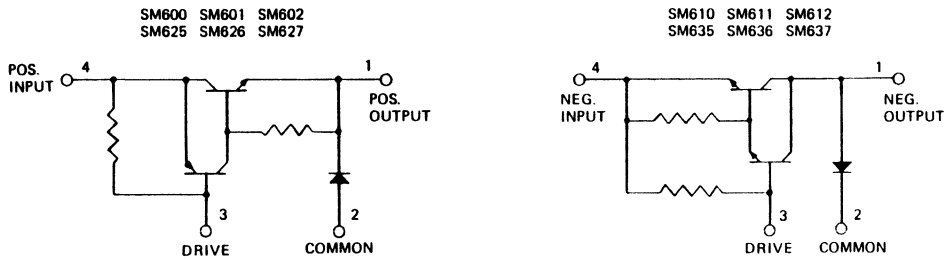 SM600 SM601 SM602
SM625 SM626 SM627
POS.
INPUT
4
1
POS.
OUTPUT
3
DRIVE
2
COMMON
SM610 SM611 SM612
SM635 SM636 SM637
4
NEG.
INPUT
1
NEG.
OUTPUT
3
DRIVE
2
COMMON